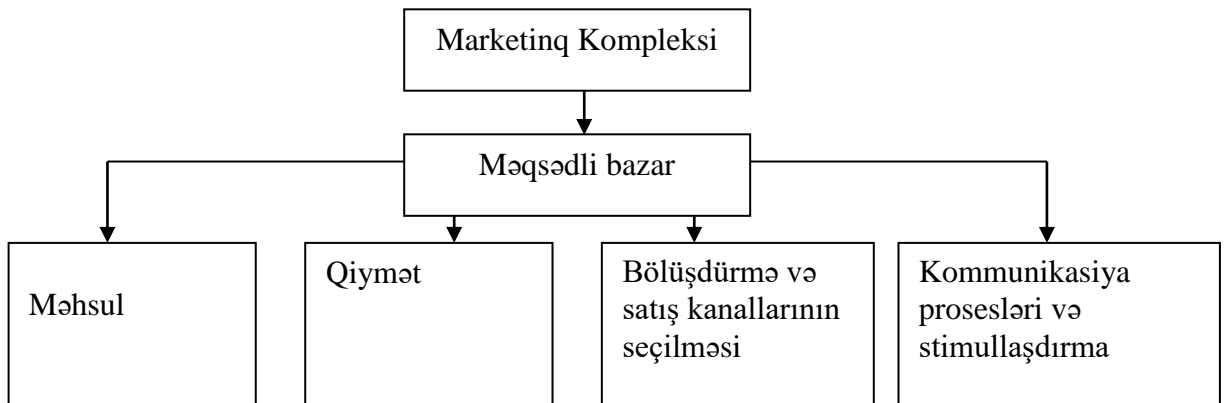 Marketinq Kompleksi
Məqsədli bazar
Məhsul
Qiymət
Bölüşdürmə və
satış kanallarının
seçilməsi
Kommunikasiya
prosesləri və
stimullaşdırma